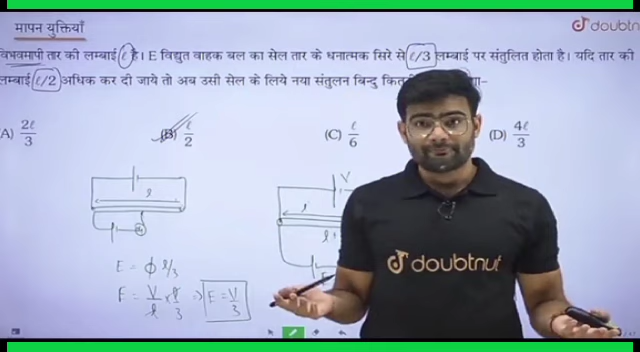 मापन युक्तियाँ
doubtnu
विभवमापी तार की लम्बाई ℓ है। E विद्युत वाहक बल का सेल तार के धनात्मक सिरे से ℓ/3 लम्बाई पर संतुलित होता है। यदि तार की
लम्बाई ℓ/2 अधिक कर दी जाये तो अब उसी सेल के लिये नया संतुलन बिन्दु
A) 2ℓ/3
(B) ℓ/2
(C) ℓ/6
(D) 4ℓ/3
ℓ
V
ℓ
E = ϕ ℓ/3
E = V/ℓ × ℓ/3 ⇒ E = V/3
doubtnut